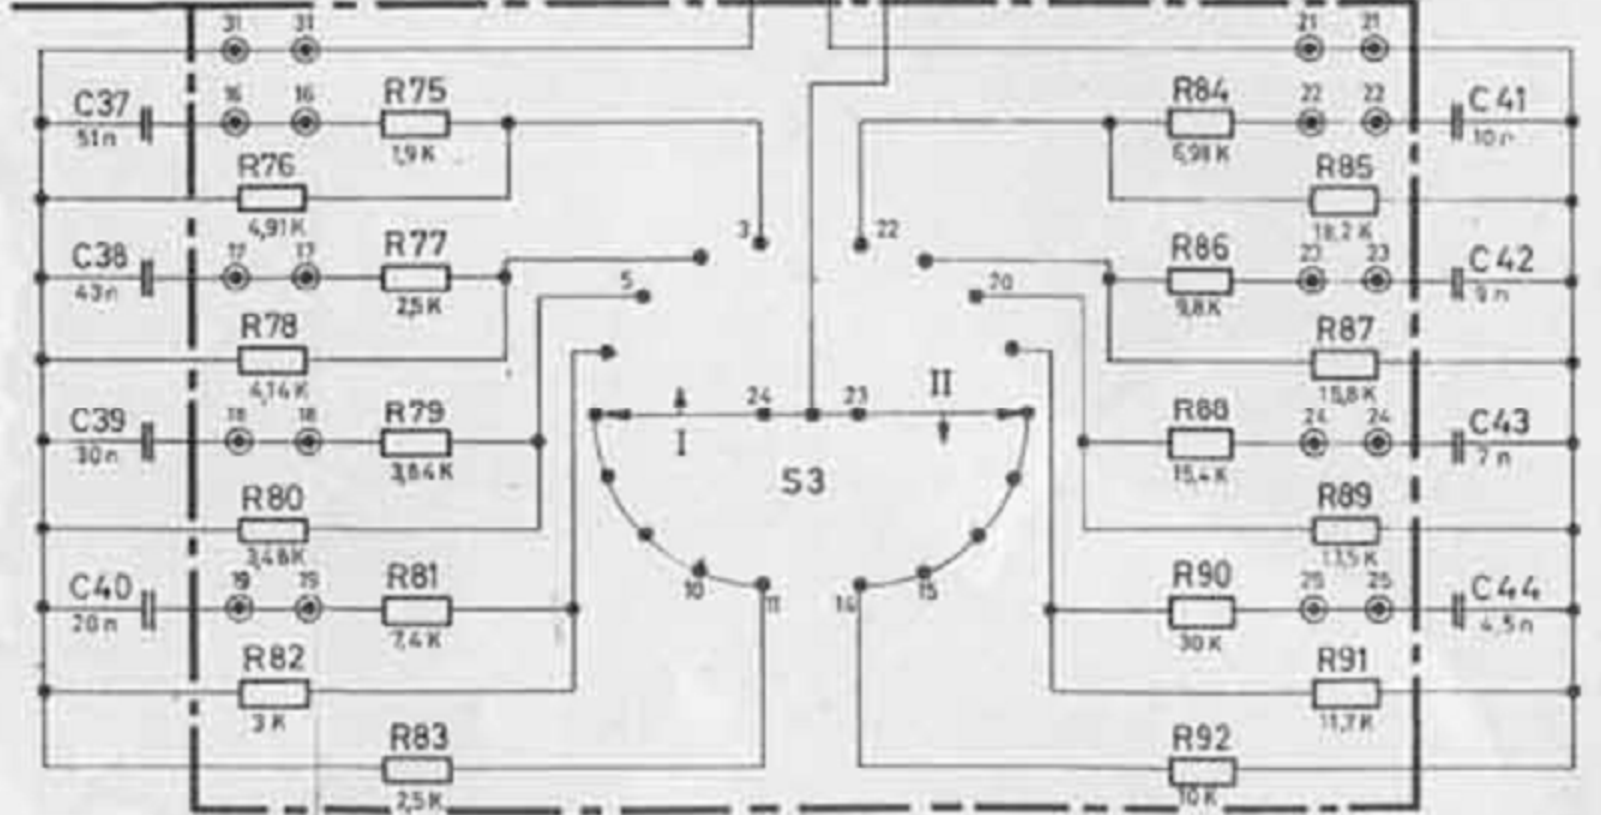 31 31
21 21
C37
51n
16 16
R75
1,9K
R84
6,98K
22 22
C41
10n
R76
4,91K
R85
18,2K
3
22
C38
43n
17 17
R77
2,5K
R86
9,8K
23 23
C42
9n
5
20
R78
4,14K
R87
15,8K
C39
30n
18 18
R79
3,64K
24 23
I
II
R88
15,4K
24 24
C43
7n
S3
R80
3,48K
R89
13,5K
C40
20n
19 19
R81
7,4K
10
11
14
15
R90
30K
25 25
C44
4,5n
R82
3K
R91
11,7K
R83
2,5K
R92
10K